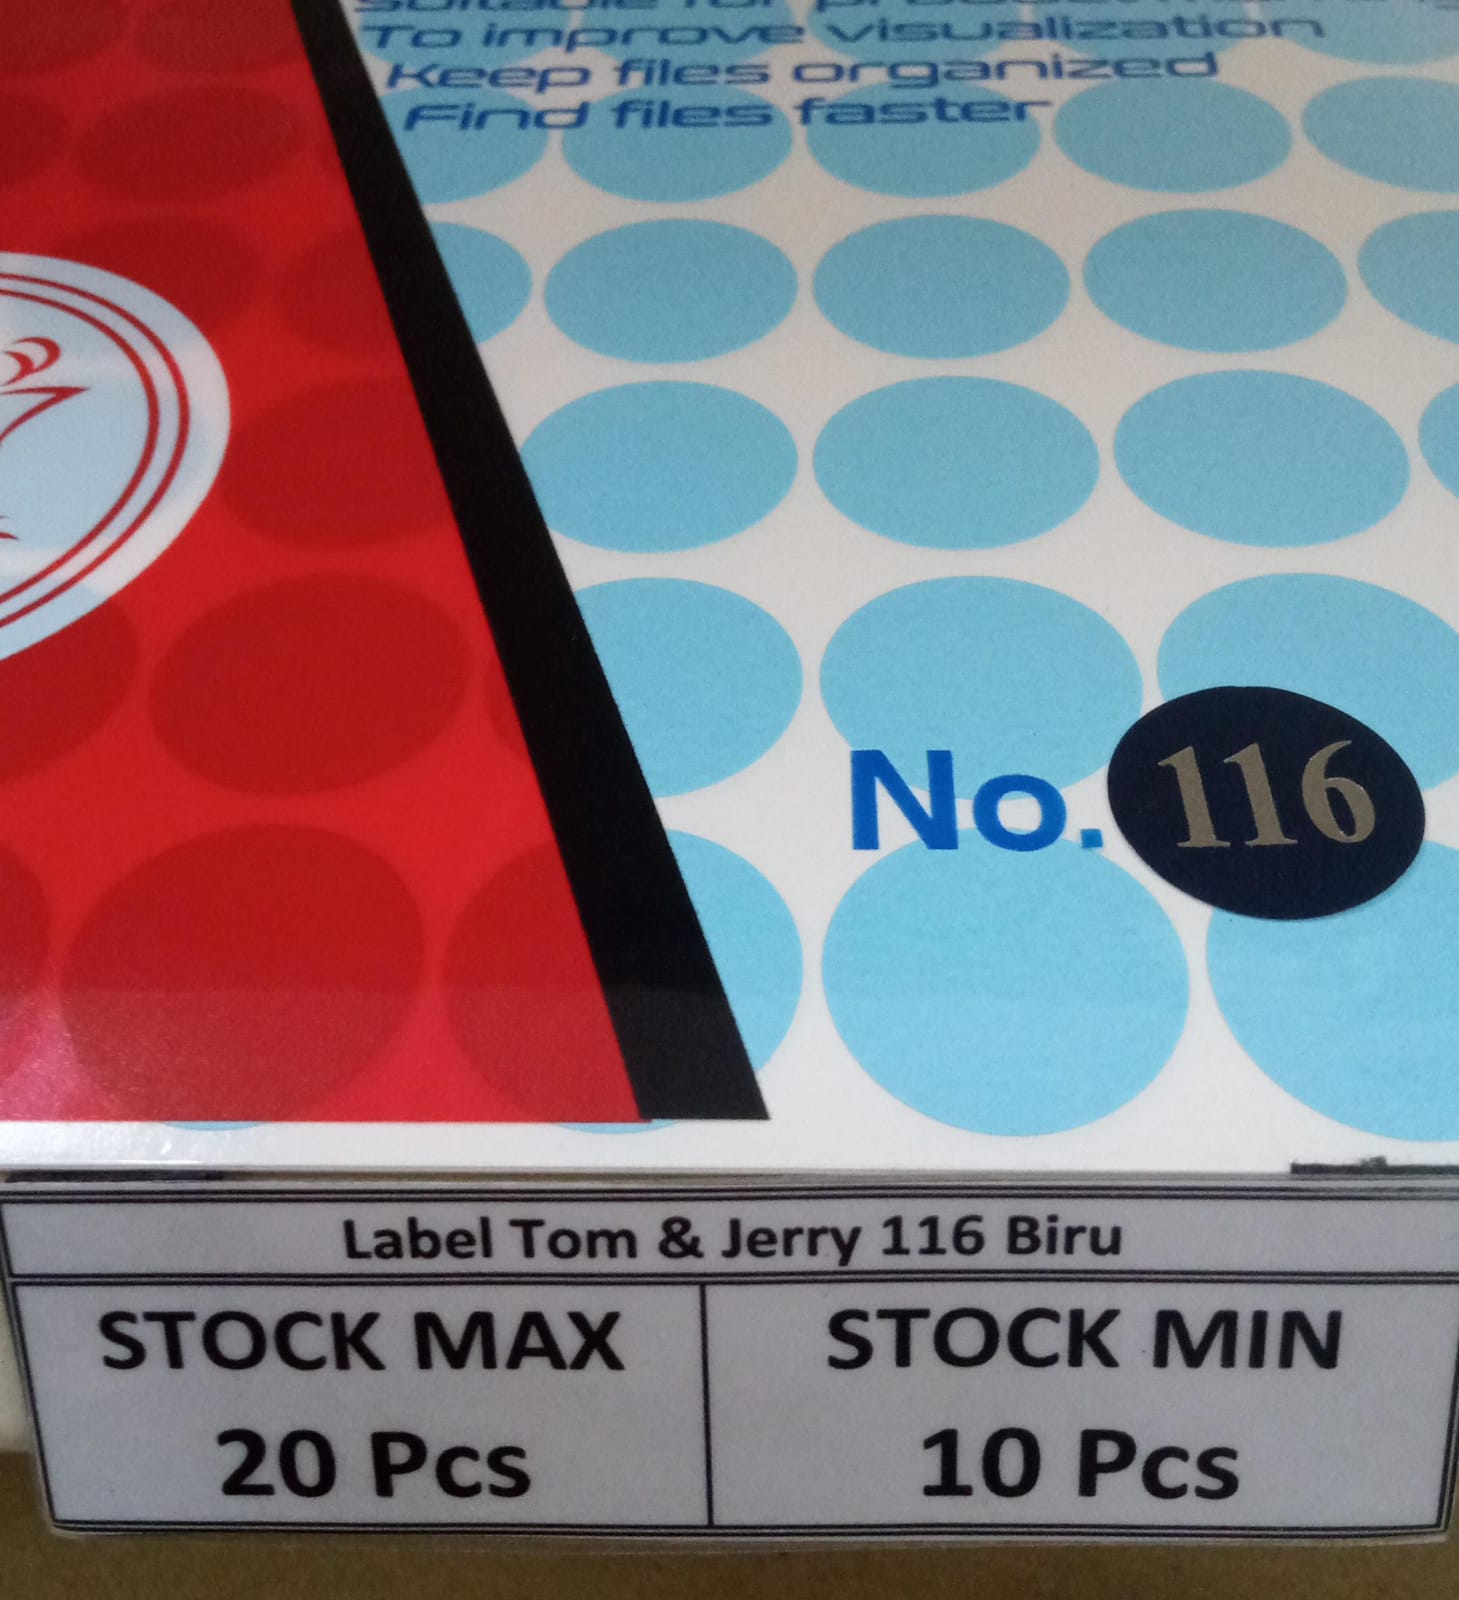 To improve visualization
Keep files organized
Find files faster
No. 116
Label Tom & Jerry 116 Biru
STOCK MAX
STOCK MIN
20 Pcs
10 Pcs